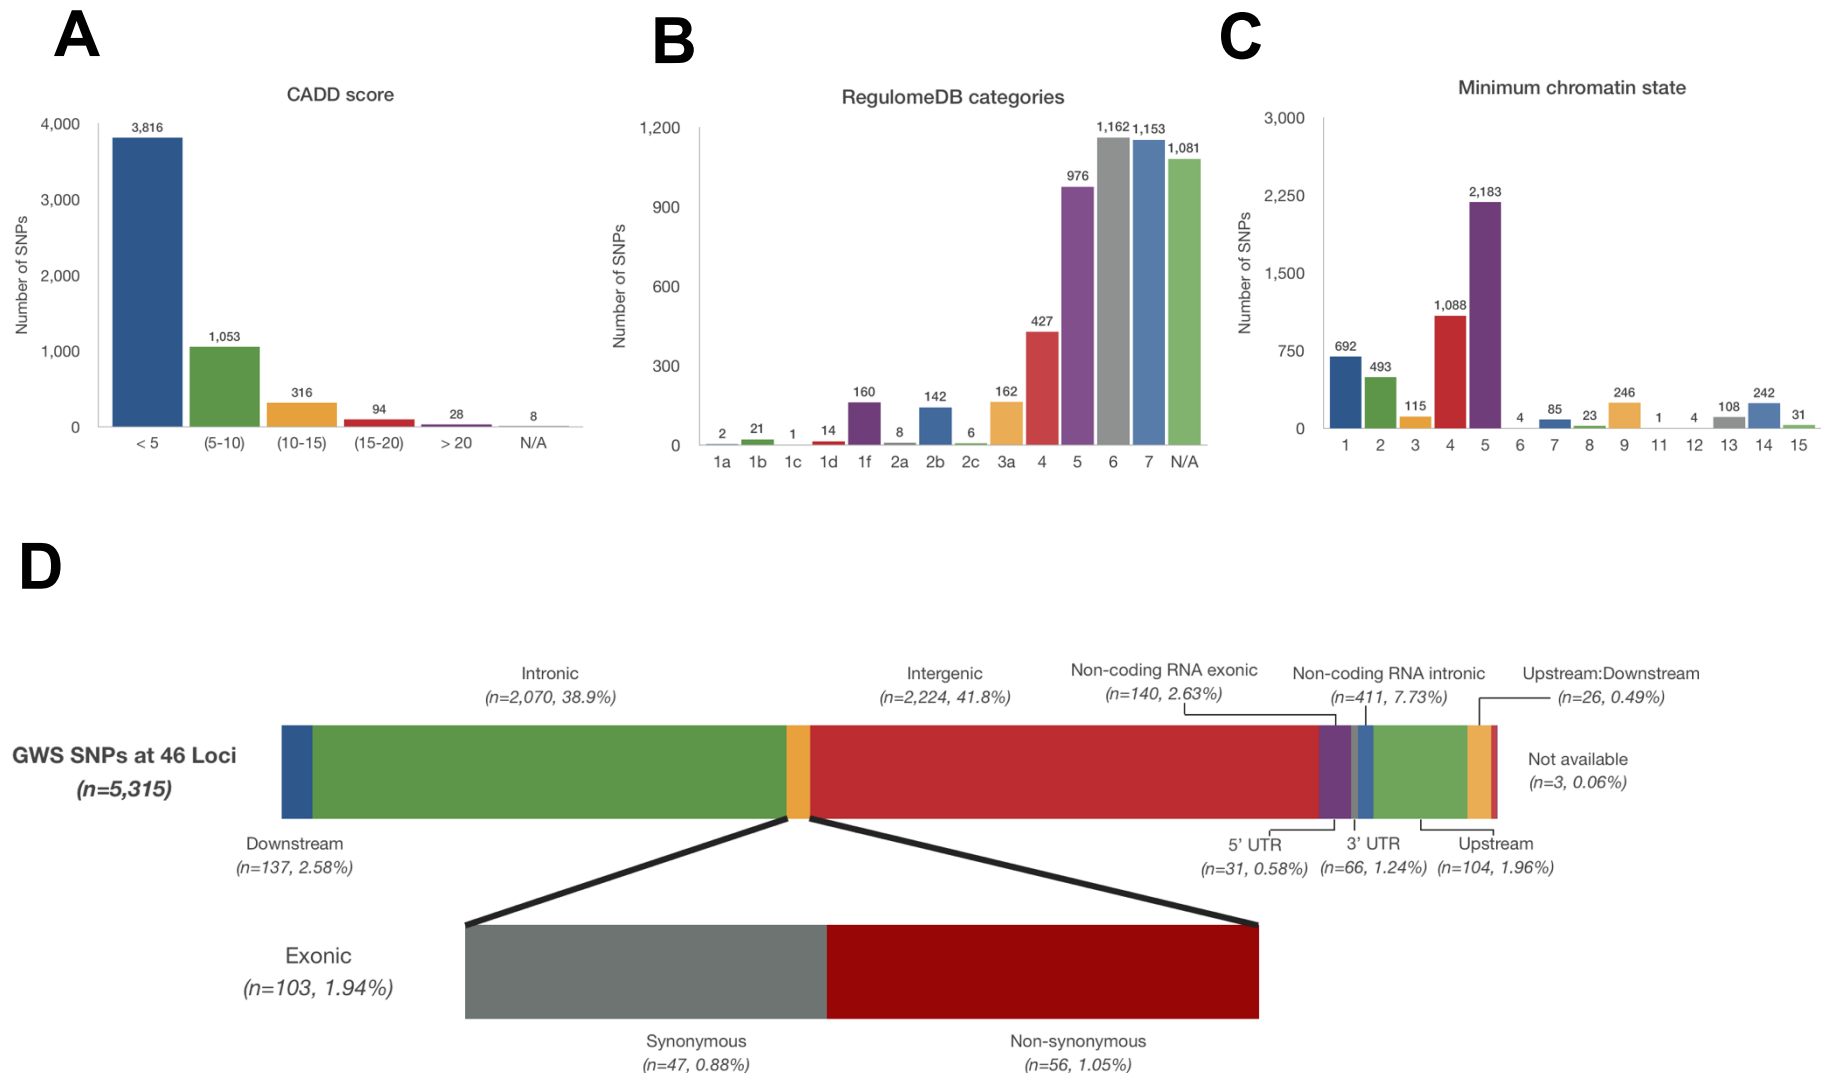 A
B
C
CADD score
Number of SNPs
4,000
3,000
2,000
1,000
0
3,816
1,053
316
94
28
8
< 5
(5-10)
(10-15)
(15-20)
> 20
N/A
RegulomeDB categories
Number of SNPs
1,200
900
600
300
0
2
21
1
14
160
8
142
6
162
427
976
1,162
1,153
1,081
1a
1b
1c
1d
1f
2a
2b
2c
3a
4
5
6
7
N/A
Minimum chromatin state
Number of SNPs
3,000
2,250
1,500
750
0
692
493
115
1,088
2,183
4
85
23
246
1
4
108
242
31
1
2
3
4
5
6
7
8
9
11
12
13
14
15
D
Intronic
(n=2,070, 38.9%)
Intergenic
(n=2,224, 41.8%)
Non-coding RNA exonic
(n=140, 2.63%)
Non-coding RNA intronic
(n=411, 7.73%)
Upstream:Downstream
(n=26, 0.49%)
GWS SNPs at 46 Loci
(n=5,315)
Not available
(n=3, 0.06%)
Downstream
(n=137, 2.58%)
5’ UTR
(n=31, 0.58%)
3’ UTR
(n=66, 1.24%)
Upstream
(n=104, 1.96%)
Exonic
(n=103, 1.94%)
Synonymous
(n=47, 0.88%)
Non-synonymous
(n=56, 1.05%)